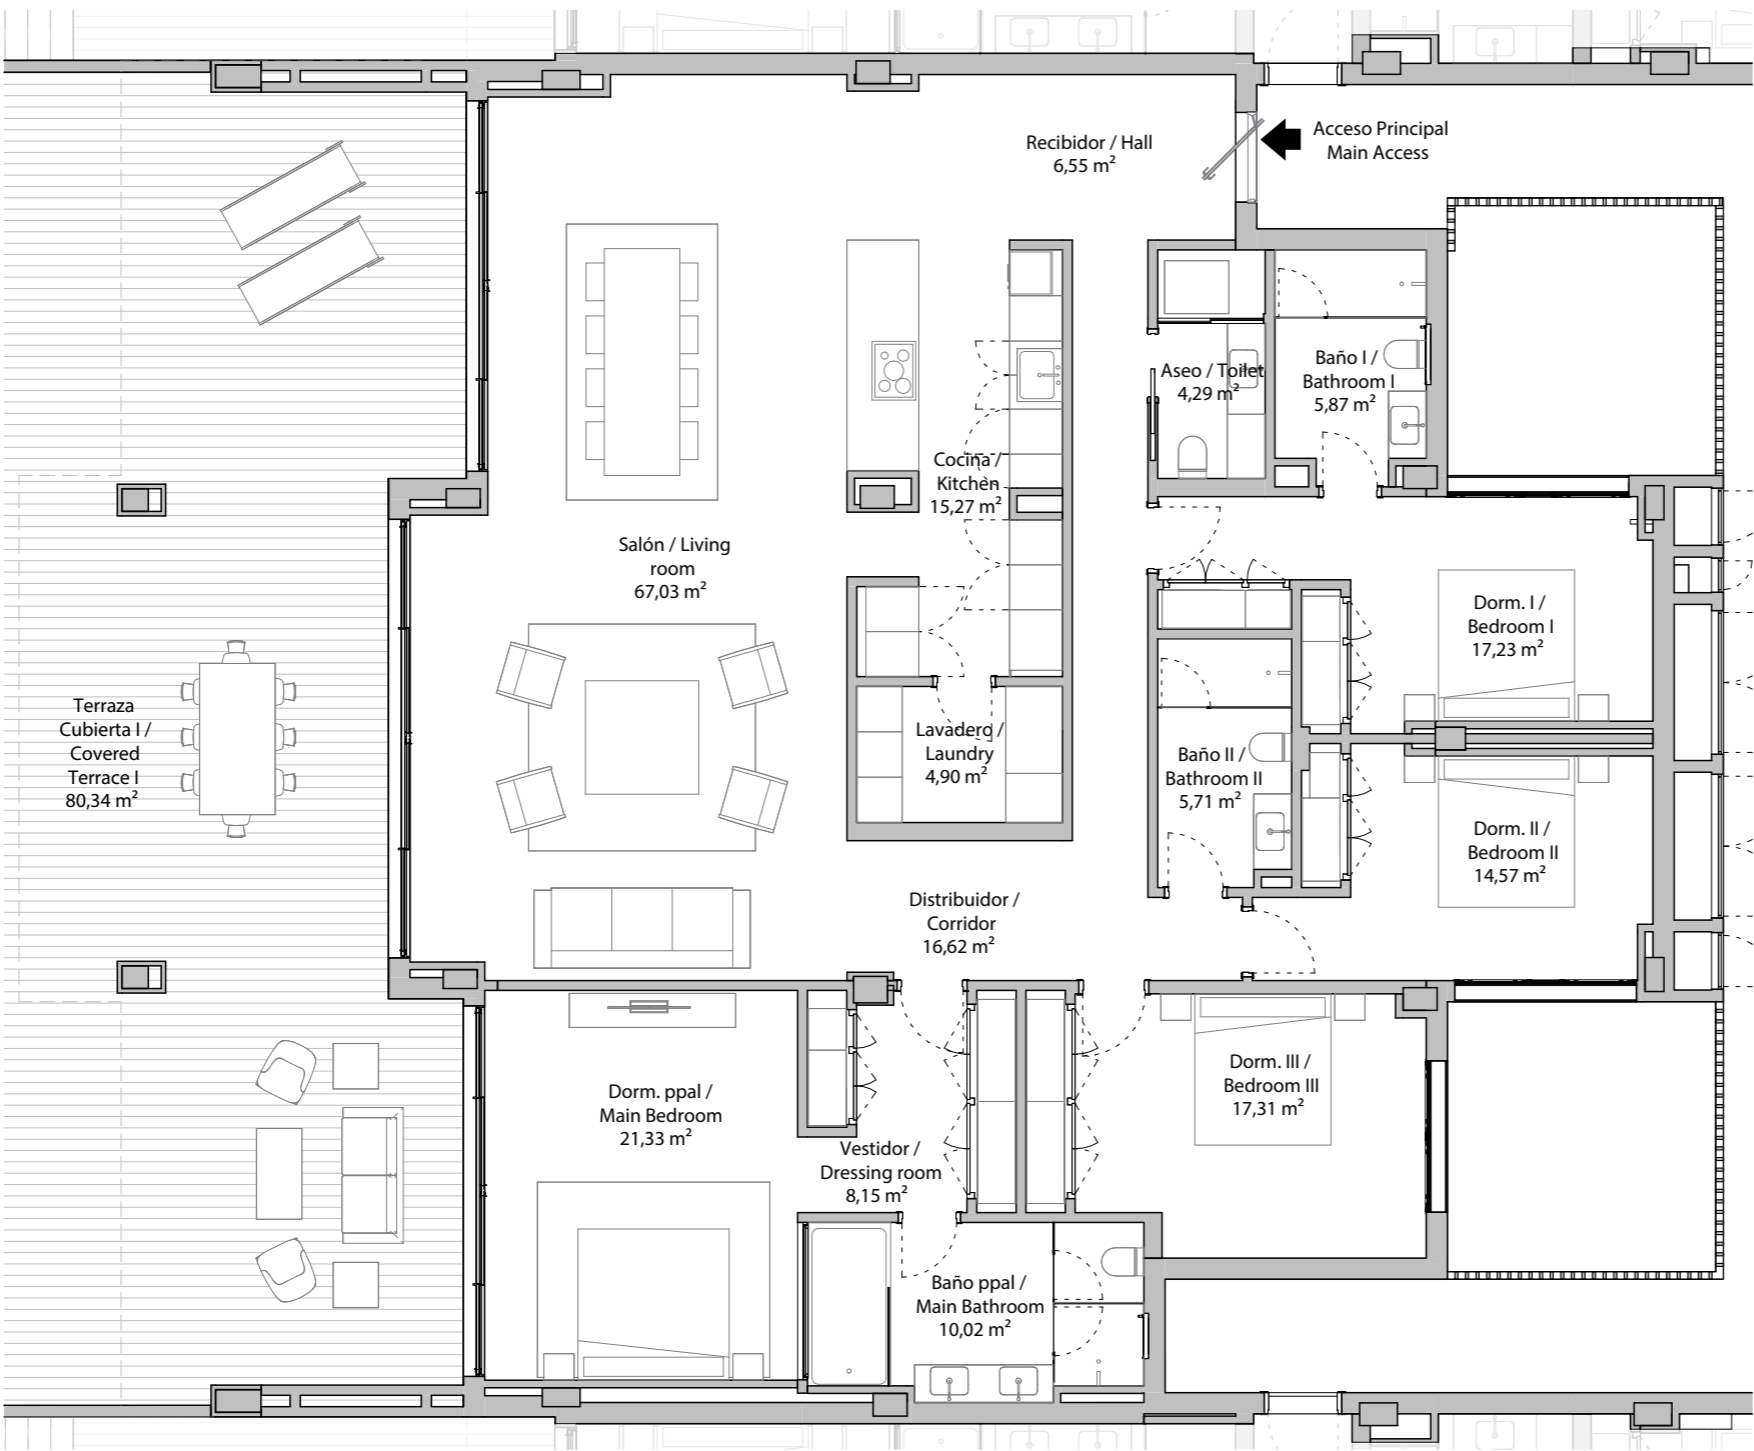 Recibidor / Hall
6,55 m²
Acceso Principal
Main Access
Aseo / Toilet
4,29 m²
Baño I /
Bathroom I
5,87 m²
Cocina /
Kitchen
15,27 m²
Salón / Living
room
67,03 m²
Dorm. I /
Bedroom I
17,23 m²
Terraza
Cubierta I /
Covered
Terrace I
80,34 m²
Lavadero /
Laundry
4,90 m²
Baño II /
Bathroom II
5,71 m²
Dorm. II /
Bedroom II
14,57 m²
Distribuidor /
Corridor
16,62 m²
Dorm. ppal /
Main Bedroom
21,33 m²
Dorm. III /
Bedroom III
17,31 m²
Vestidor /
Dressing room
8,15 m²
Baño ppal /
Main Bathroom
10,02 m²